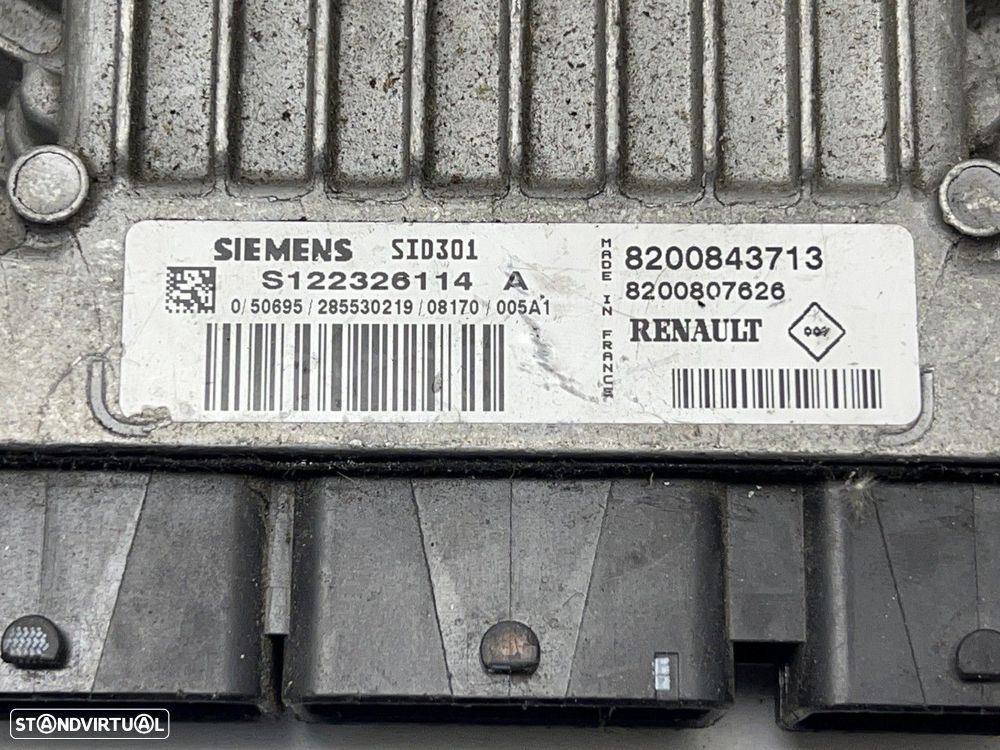 SIEMENS SID301
S122326114 A
0/50695/285530219/08170/005A1
MADE IN FRANCE
8200843713
8200807626
RENAULT
STANDVIRTUAL